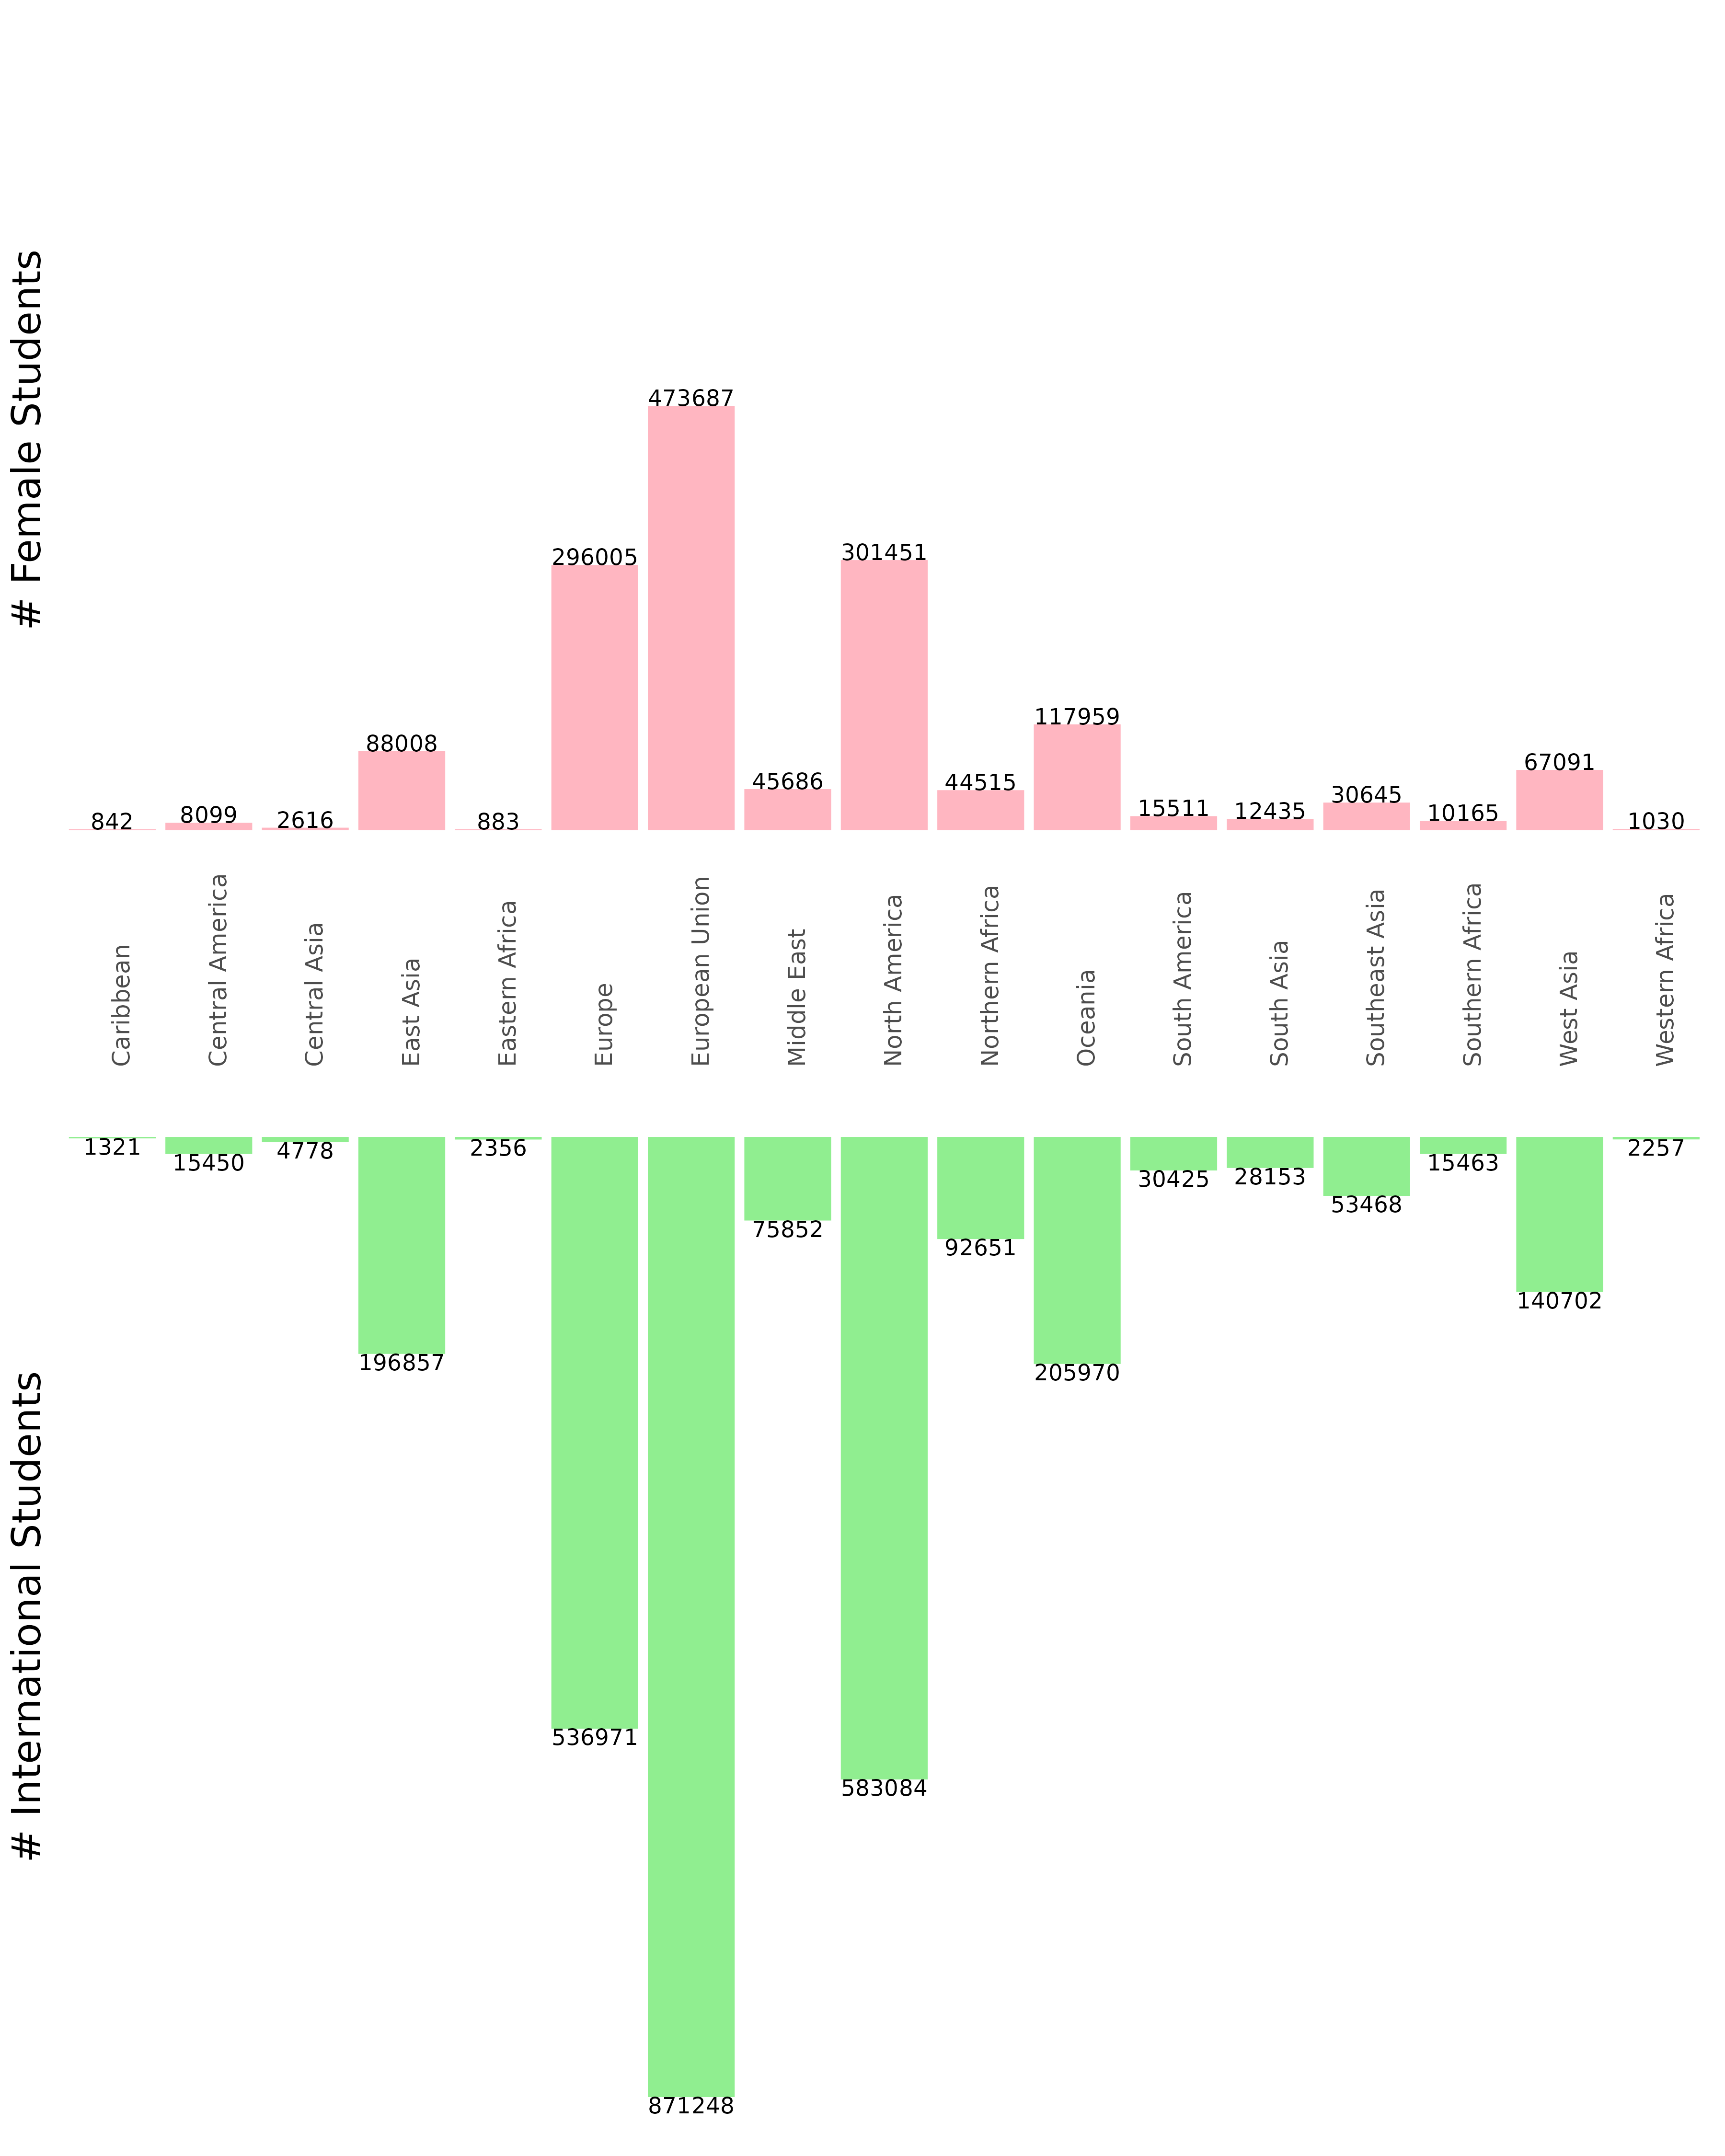 # Female Students
842
8099
2616
88008
883
296005
473687
45686
301451
44515
117959
15511
12435
30645
10165
67091
1030
Caribbean
Central America
Central Asia
East Asia
Eastern Africa
Europe
European Union
Middle East
North America
Northern Africa
Oceania
South America
South Asia
Southeast Asia
Southern Africa
West Asia
Western Africa
# International Students
1321
15450
4778
196857
2356
536971
871248
75852
583084
92651
205970
30425
28153
53468
15463
140702
2257